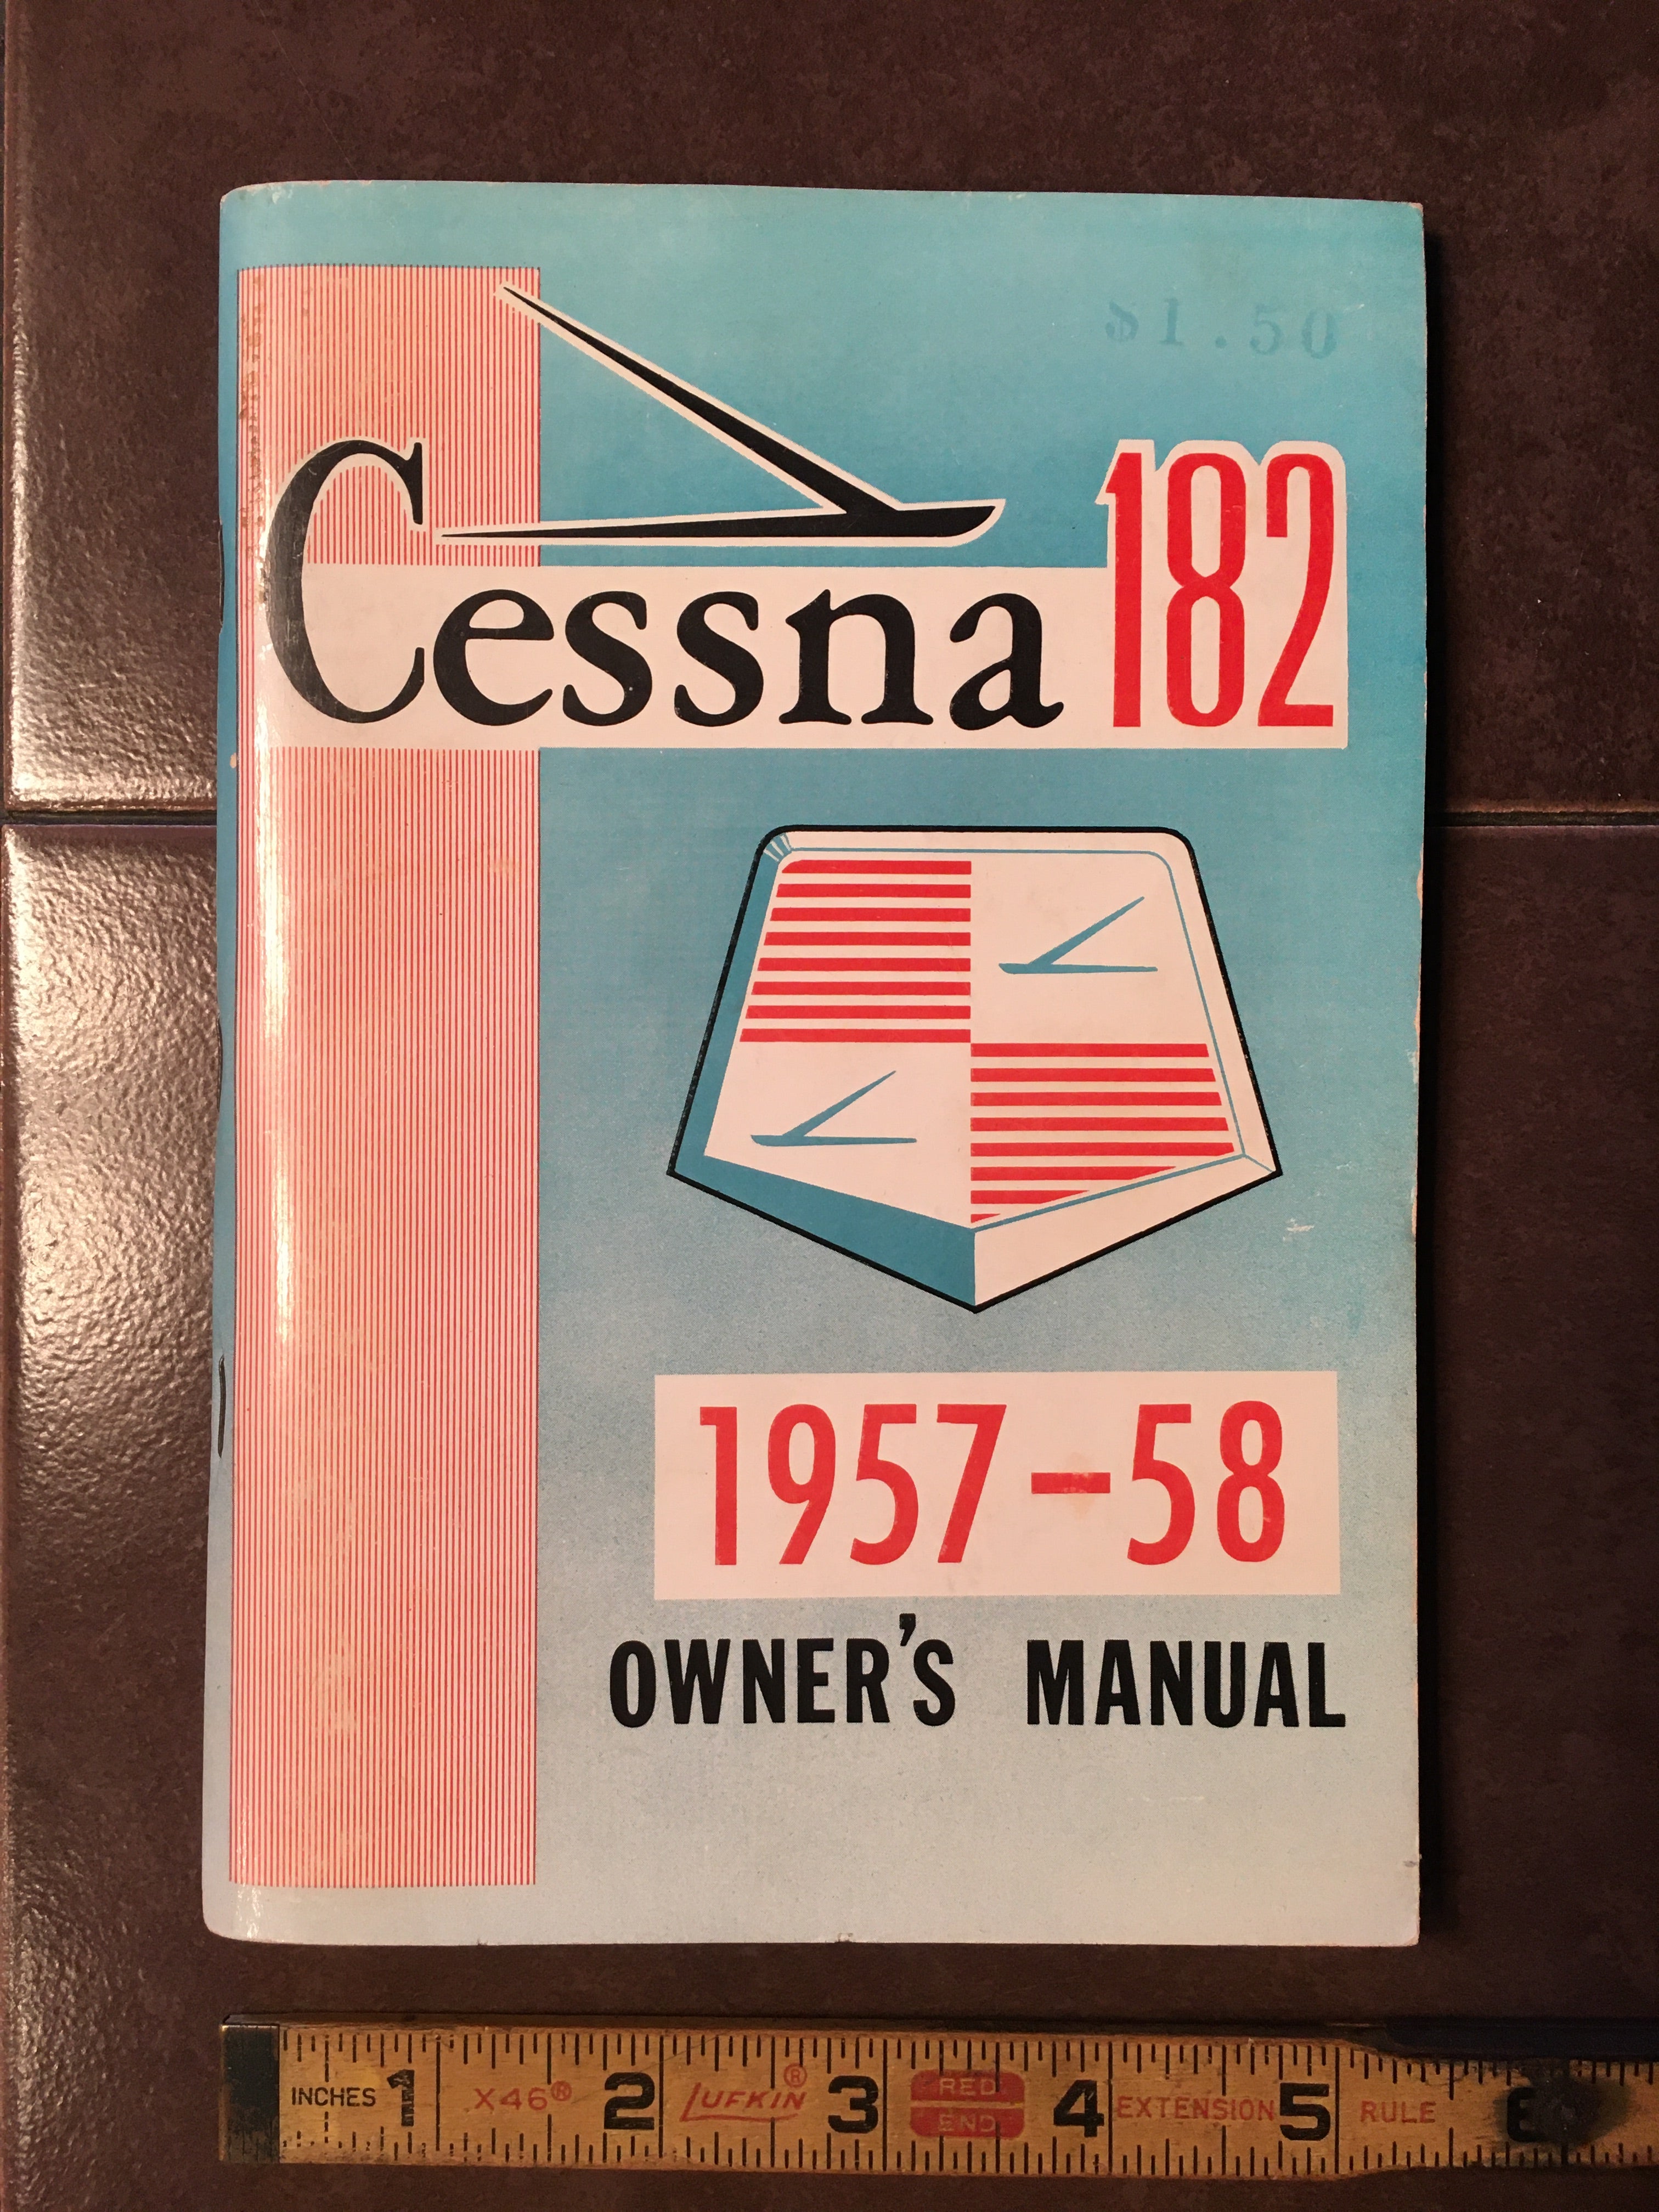 $1.50
Cessna 182
1957-58
OWNER'S MANUAL
INCHES 1 X46® 2 LUFKIN® 3 RED END 4 EXTENSION 5 RULE 6